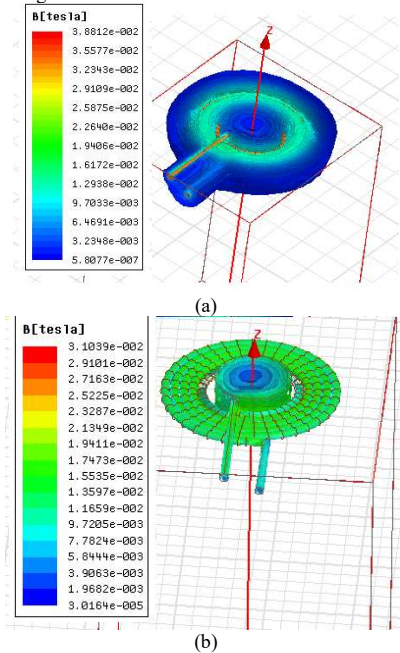 B[tesla]
3.8812e-002
3.5577e-002
3.2343e-002
2.9109e-002
2.5875e-002
2.2640e-002
1.9406e-002
1.6172e-002
1.2938e-002
9.7033e-003
6.4691e-003
3.2348e-003
5.8077e-007
Z
(a)
B[tesla]
3.1039e-002
2.9101e-002
2.7163e-002
2.5225e-002
2.3287e-002
2.1349e-002
1.9411e-002
1.7473e-002
1.5535e-002
1.3597e-002
1.1659e-002
9.7205e-003
7.7824e-003
5.8444e-003
3.9063e-003
1.9682e-003
3.0164e-005
Z
(b)